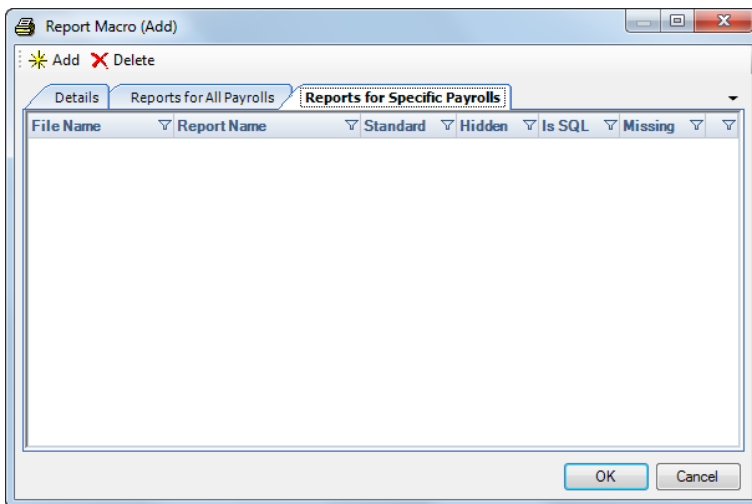 Report Macro (Add)
Add Delete
Details Reports for All Payrolls Reports for Specific Payrolls
File Name Report Name Standard Hidden Is SQL Missing
OK Cancel